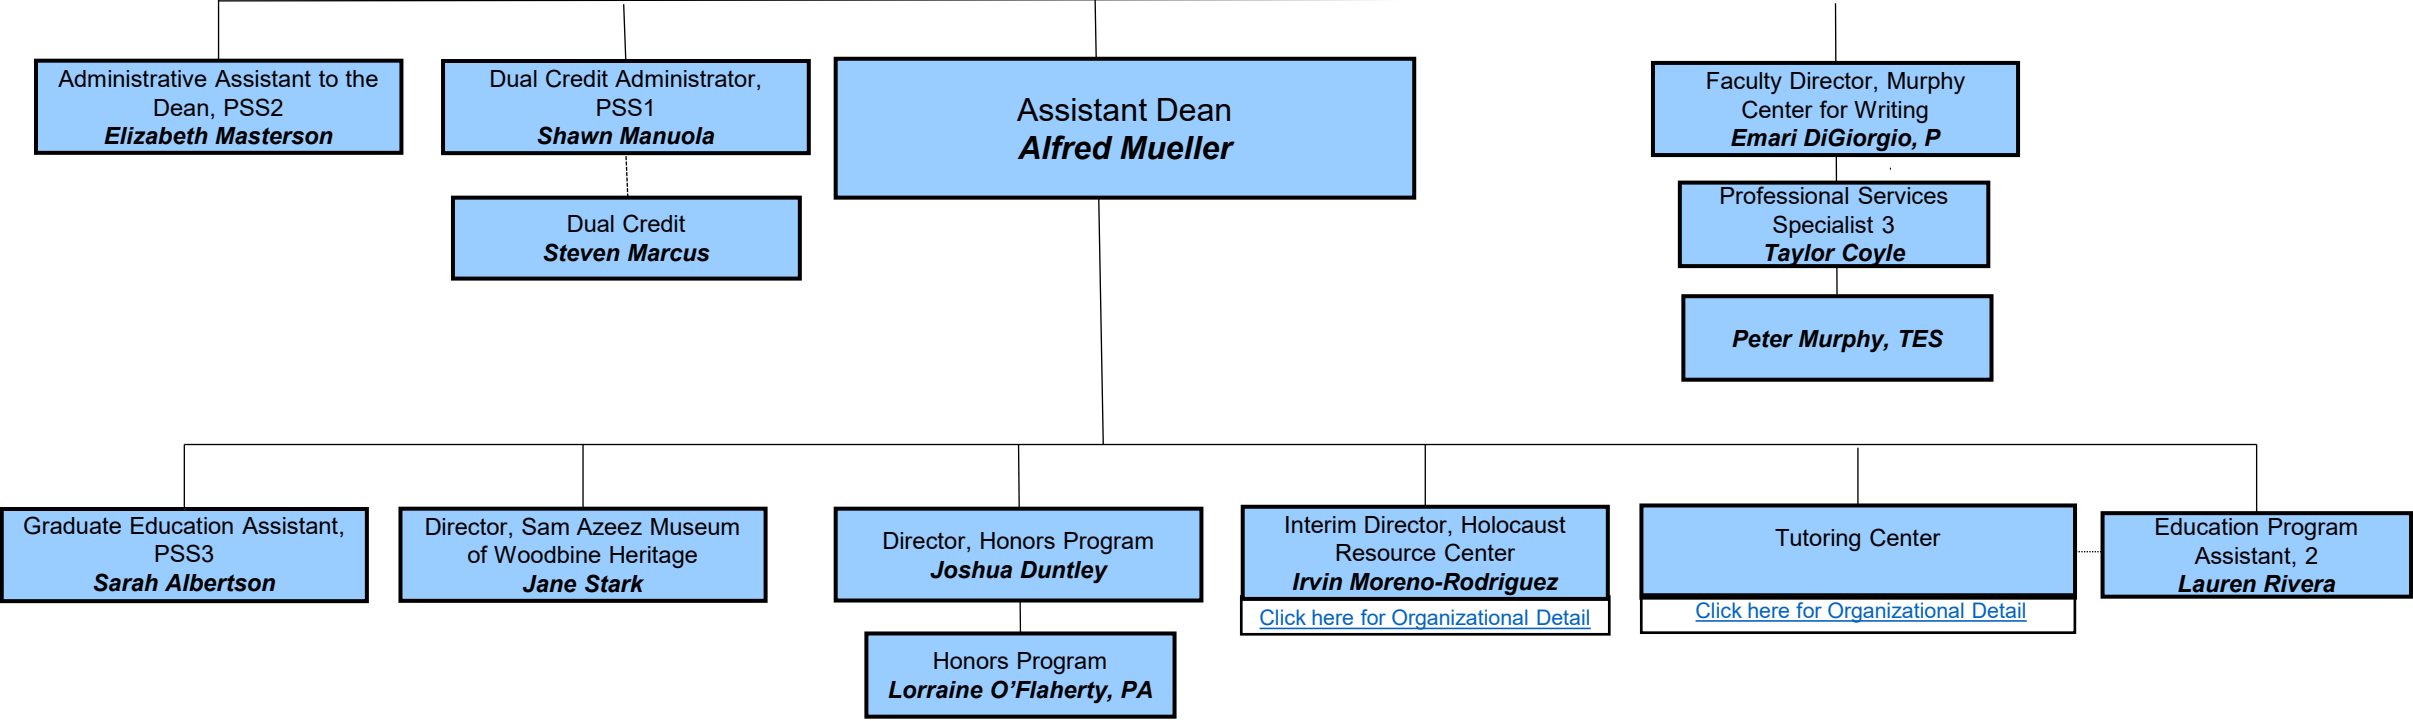 Administrative Assistant to the
Dean, PSS2
Elizabeth Masterson
Dual Credit Administrator,
PSS1
Shawn Manuola
Assistant Dean
Alfred Mueller
Faculty Director, Murphy
Center for Writing
Emari DiGiorgio, P
Dual Credit
Steven Marcus
Professional Services
Specialist 3
Taylor Coyle
Peter Murphy, TES
Graduate Education Assistant,
PSS3
Sarah Albertson
Director, Sam Azeez Museum
of Woodbine Heritage
Jane Stark
Director, Honors Program
Joshua Duntley
Interim Director, Holocaust
Resource Center
Irvin Moreno-Rodriguez
Click here for Organizational Detail
Tutoring Center
Click here for Organizational Detail
Education Program
Assistant, 2
Lauren Rivera
Honors Program
Lorraine O’Flaherty, PA